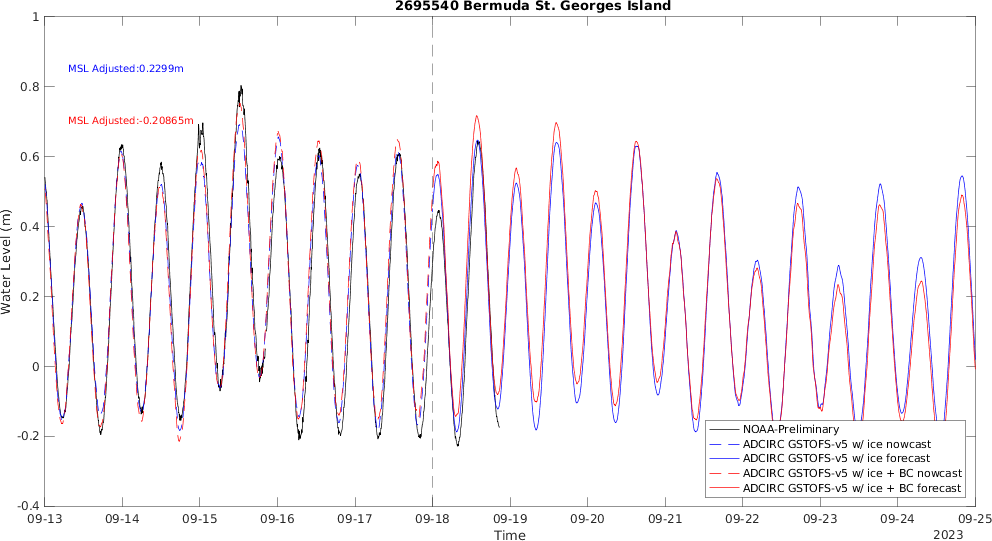 2695540 Bermuda St. Georges Island
1
0.8
0.6
0.4
0.2
0
-0.2
-0.4
Water Level (m)
MSL Adjusted:0.2299m
MSL Adjusted:-0.20865m
NOAA-Preliminary
ADCIRC GSTOFS-v5 w/ ice nowcast
ADCIRC GSTOFS-v5 w/ ice forecast
ADCIRC GSTOFS-v5 w/ ice + BC nowcast
ADCIRC GSTOFS-v5 w/ ice + BC forecast
09-13 09-14 09-15 09-16 09-17 09-18 09-19 09-20 09-21 09-22 09-23 09-24 09-25
Time
2023